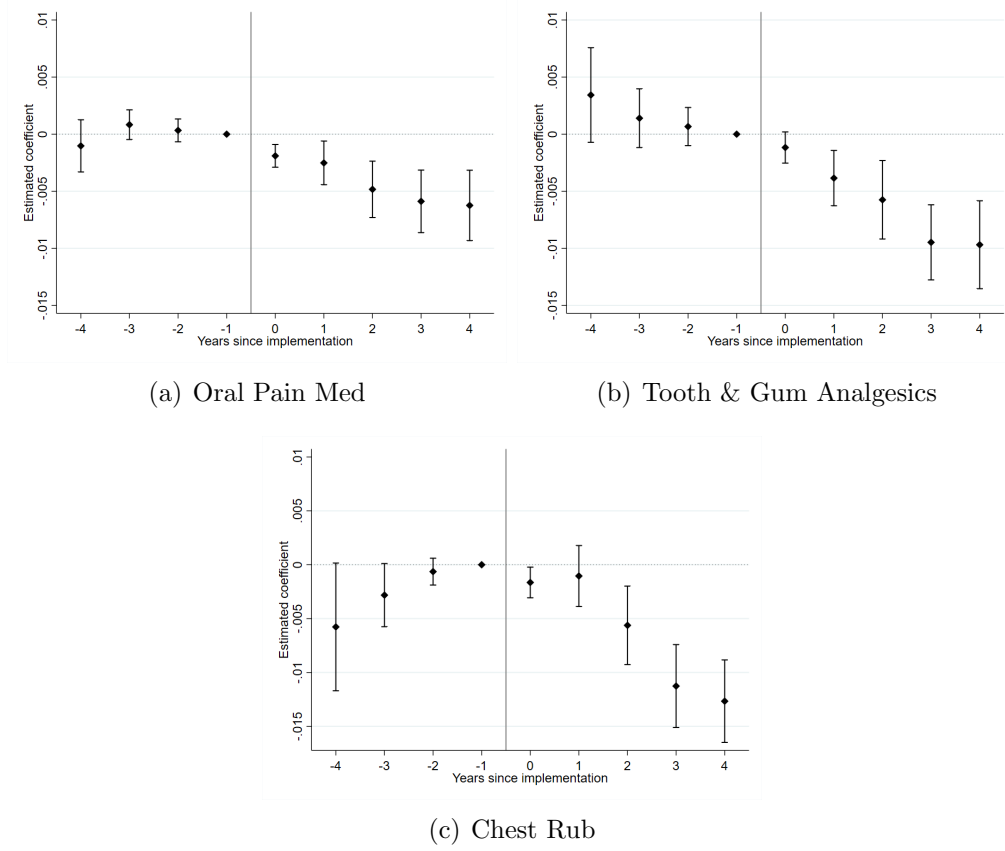 .01
.005
0
-.005
-.01
-.015
Estimated coefficient
-4 -3 -2 -1 0 1 2 3 4
Years since implementation
(a) Oral Pain Med
.01
.005
0
-.005
-.01
-.015
Estimated coefficient
-4 -3 -2 -1 0 1 2 3 4
Years since implementation
(b) Tooth & Gum Analgesics
.01
.005
0
-.005
-.01
-.015
Estimated coefficient
-4 -3 -2 -1 0 1 2 3 4
Years since implementation
(c) Chest Rub